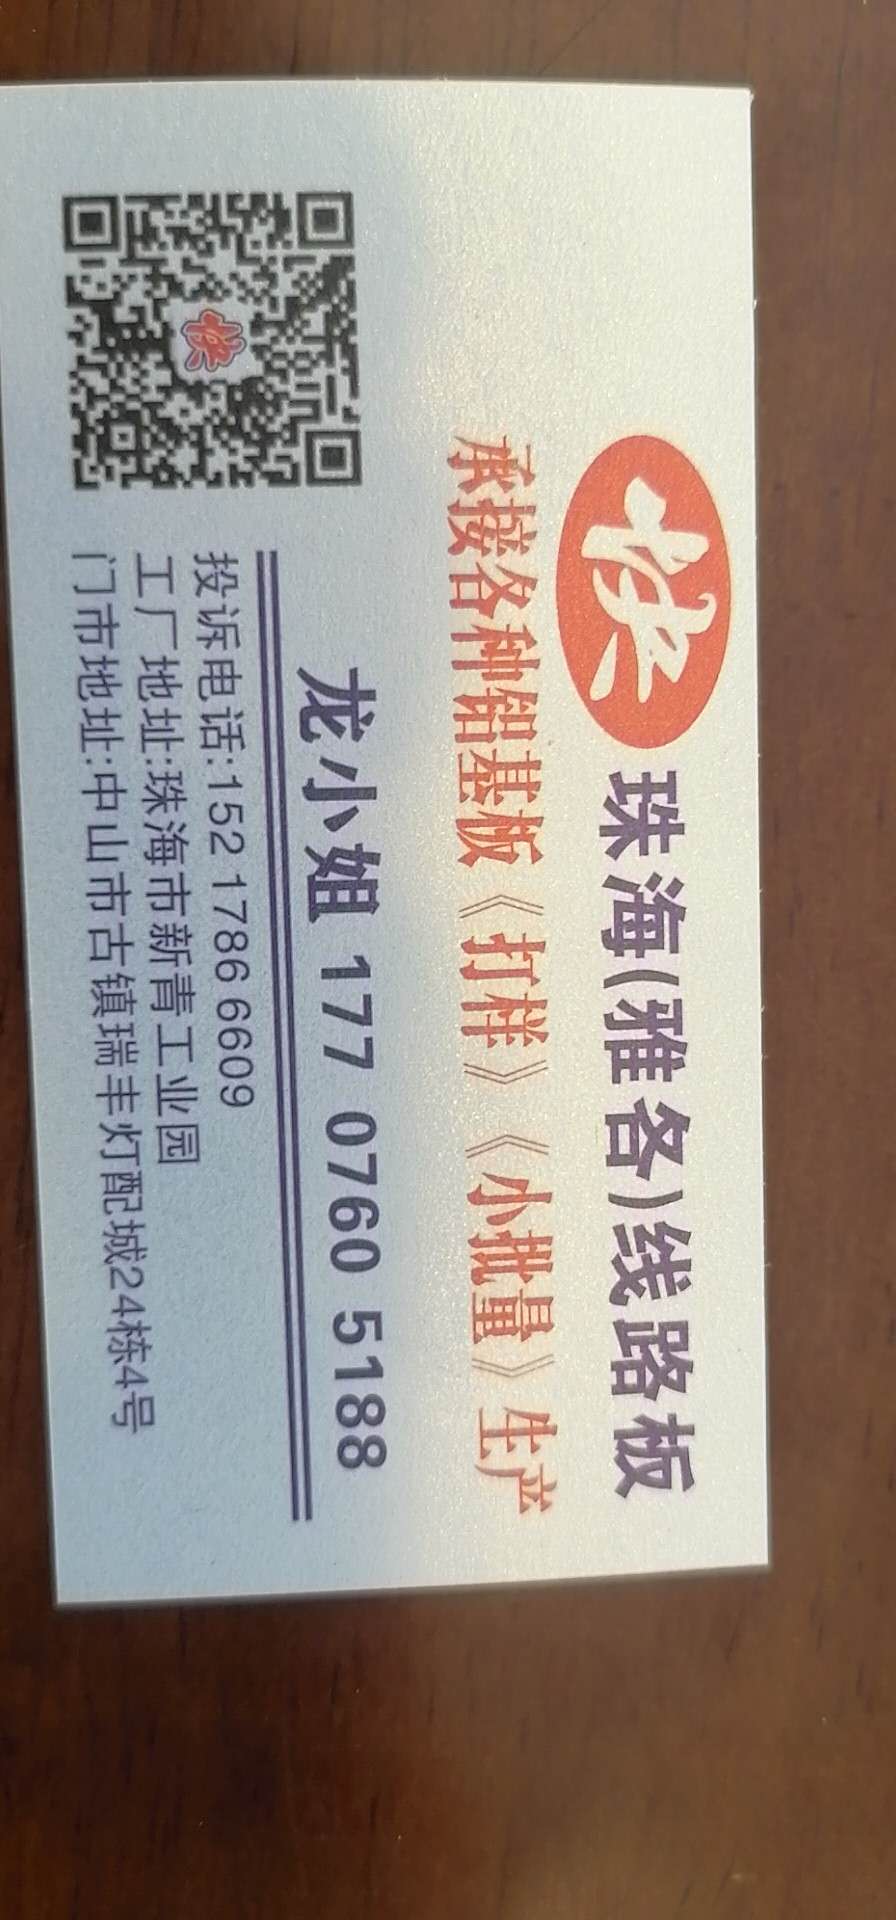 快
珠海(雅各)线路板
承接各种铝基板《打样》《小批量》生产
龙小姐 177 0760 5188
投诉电话:152 1786 6609
工厂地址:珠海市新青工业园
门市地址:中山市古镇瑞丰灯配城24栋4号
快